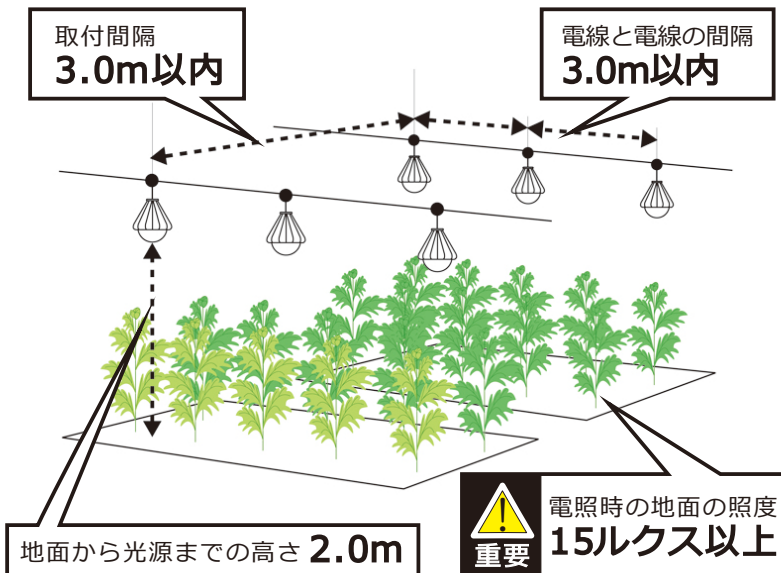 取付間隔
3.0m以内
電線と電線の間隔
3.0m以内
地面から光源までの高さ 2.0m
重要
電照時の地面の照度
15ルクス以上